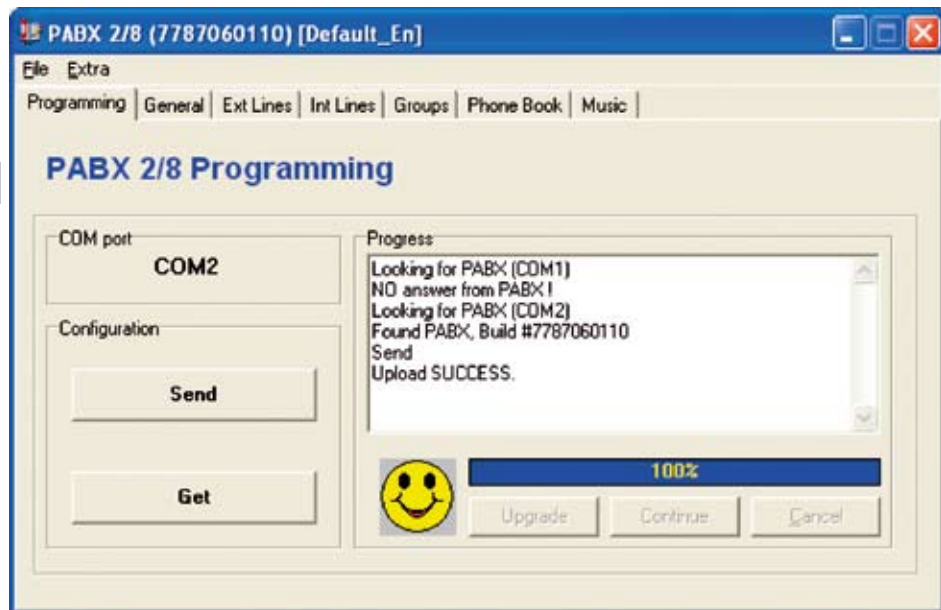 PABX 2/8 (7787060110) [Default_En]
File Extra
Programming General Ext Lines Int Lines Groups Phone Book Music
PABX 2/8 Programming
COM port
COM2
Configuration
Send
Get
Progress
Looking for PABX (COM1)
NO answer from PABX !
Looking for PABX (COM2)
Found PABX, Build #7787060110
Send
Upload SUCCESS.
100%
Upgrade Continue Cancel